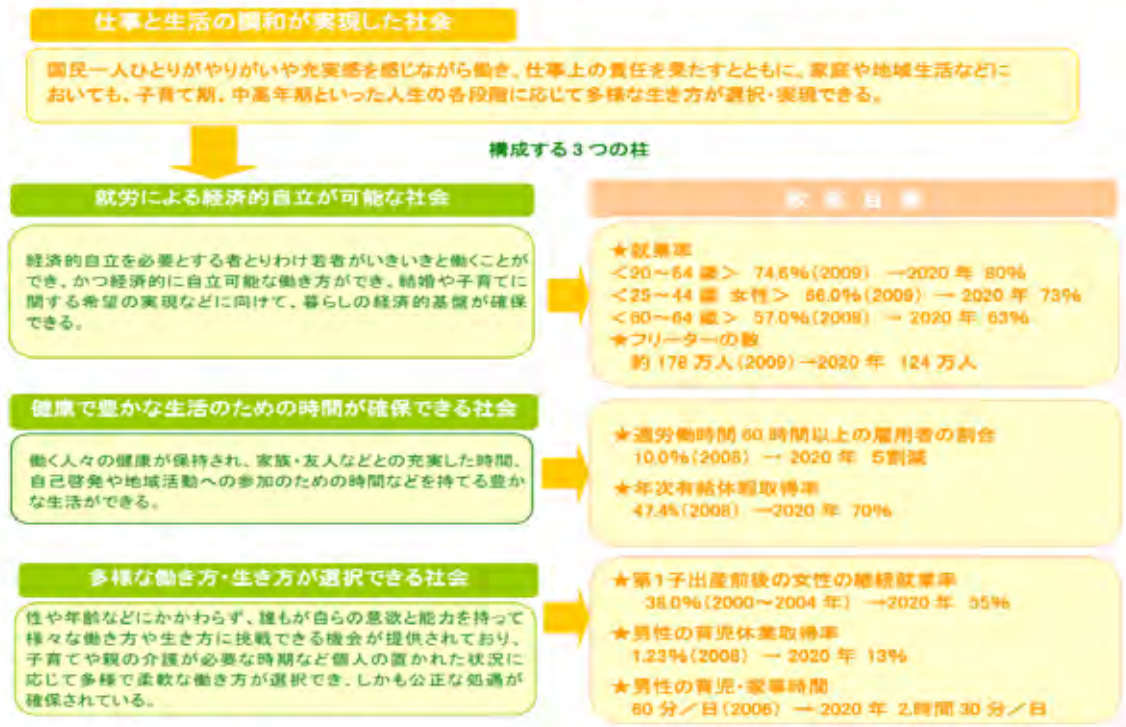 仕事と生活の調和が実現した社会
国民一人ひとりがやりがいや充実感を感じながら働き、仕事上の責任を果たすとともに、家庭や地域生活などに
おいても、子育て期、中高年期といった人生の各段階に応じて多様な生き方が選択・実現できる。
構成する3つの柱
就労による経済的自立が可能な社会
数値目標
経済的自立を必要とする者とりわけ若者がいきいきと働くことが
でき、かつ経済的に自立可能な働き方ができ、結婚や子育てに
関する希望の実現などに向けて、暮らしの経済的基盤が確保
できる。
★就業率
<20~64 歳> 74.6%(2009) →2020 年 80%
<25~44 歳 女性> 66.0%(2009) → 2020 年 73%
<60~64 歳> 57.0%(2009) → 2020 年 63%
★フリーターの数
約 178 万人(2009)→2020 年 124 万人
健康で豊かな生活のための時間が確保できる社会
働く人々の健康が保持され、家族・友人などとの充実した時間、
自己啓発や地域活動への参加のための時間などを持てる豊か
な生活ができる。
★週労働時間 60 時間以上の雇用者の割合
10.0%(2008) → 2020 年 5割減
★年次有給休暇取得率
47.4%(2008) →2020 年 70%
多様な働き方・生き方が選択できる社会
性や年齢などにかかわらず、誰もが自らの意欲と能力を持って
様々な働き方や生き方に挑戦できる機会が提供されており、
子育てや親の介護が必要な時期など個人の置かれた状況に
応じて多様で柔軟な働き方が選択でき、しかも公正な処遇が
確保されている。
★第1子出産前後の女性の継続就業率
38.0%(2000~2004 年) →2020 年 55%
★男性の育児休業取得率
1.23%(2008) → 2020 年 13%
★男性の育児・家事時間
60 分/日(2006) →2020 年 2時間 30 分/日